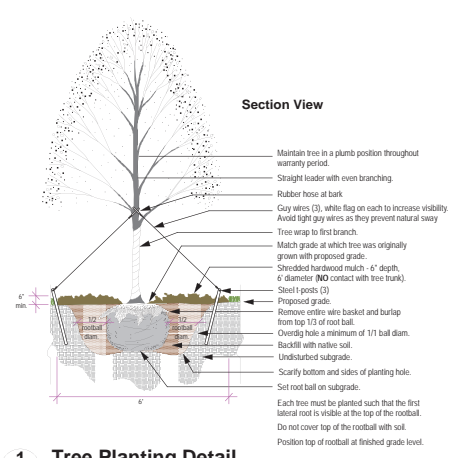 Section View
Maintain tree in a plumb position throughout
warranty period.
Straight leader with even branching.
Rubber hose at bark
Guy wires (3), white flag on each to increase visibility.
Avoid tight guy wires as they prevent natural sway
Tree wrap to first branch.
Match grade at which tree was originally
grown with proposed grade.
Shredded hardwood mulch - 6" depth,
6' diameter (NO contact with tree trunk).
Steel t-posts (3)
Proposed grade.
Remove entire wire basket and burlap
from top 1/3 of root ball.
Overdig hole a minimum of 1/1 ball diam.
Backfill with native soil.
Undisturbed subgrade.
Scarify bottom and sides of planting hole.
Set root ball on subgrade.
Each tree must be planted such that the first
lateral root is visible at the top of the rootball.
Do not cover top of the rootball with soil.
Position top of rootball at finished grade level.
6"
min.
1/2
rootball
diam.
1/2
rootball
diam.
6'
1 Tree Planting Detail